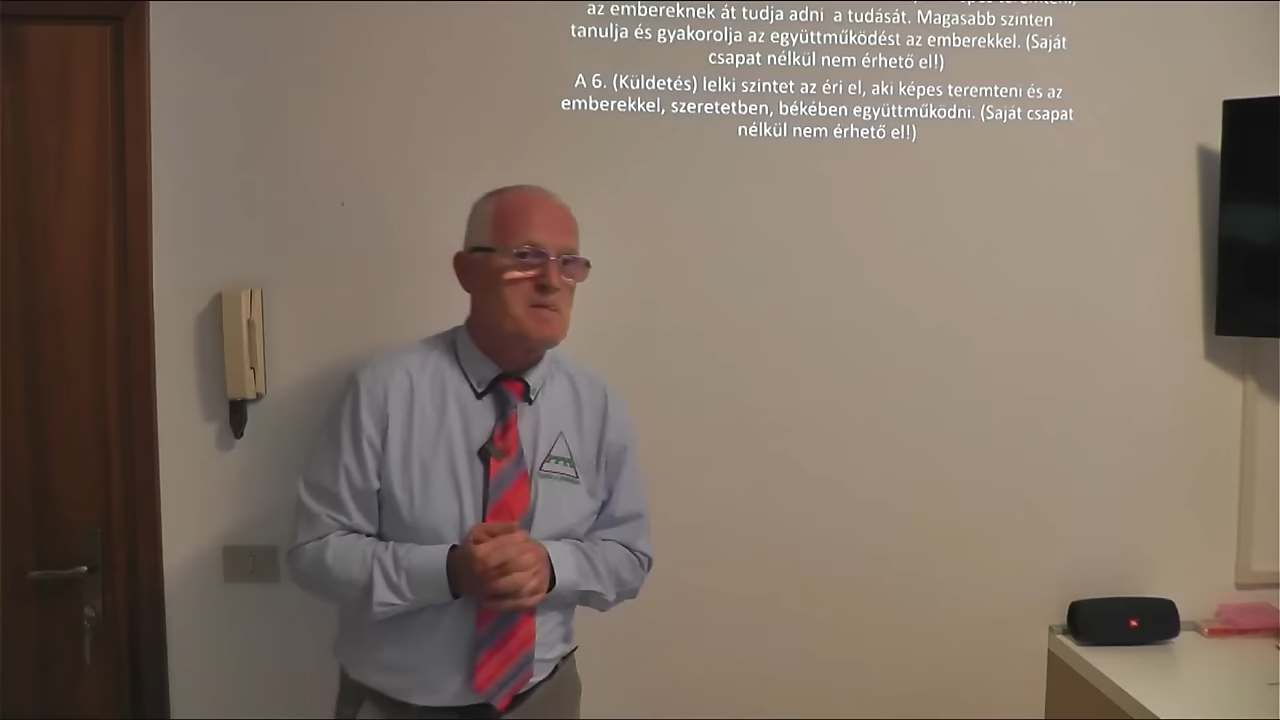 az embereknek át tudja adni a tudását. Magasabb szinten
tanulja és gyakorolja az együttműködést az emberekkel. (Saját
csapat nélkül nem érhető el!)
A 6. (Küldetés) lelki szintet az éri el, aki képes teremteni és az
emberekkel, szeretetben, békében együttműködni. (Saját csapat
nélkül nem érhető el!)
JBL